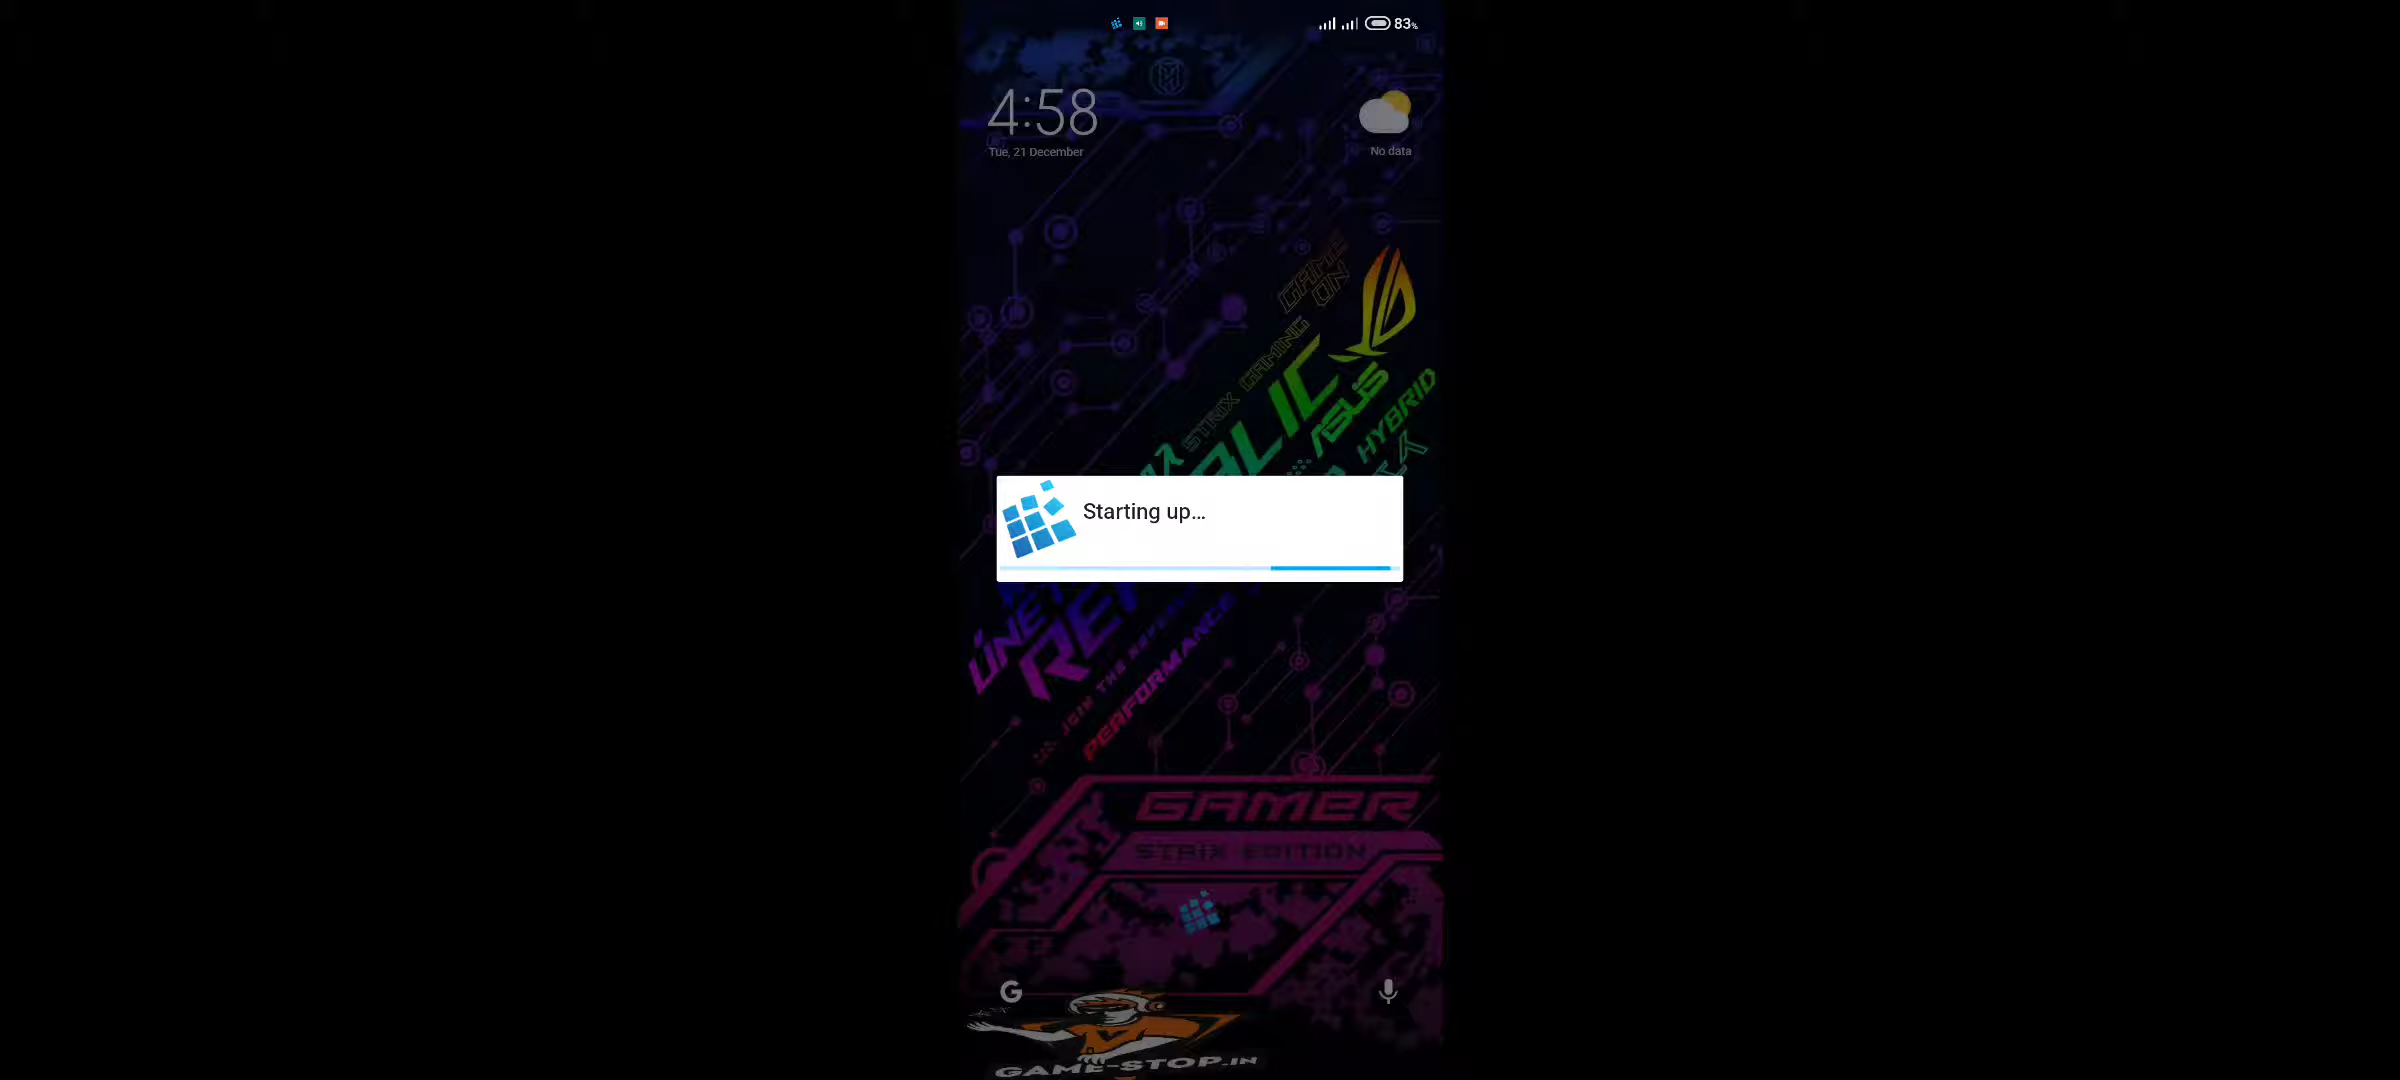 83%
4:58
Tue, 21 December
No data
GAME
ON
STRIX GAMING
ASUS
HYBRID
Starting up...
JOIN THE
PERFORMANCE
GAMER
STRIX EDITION
G
GAME-STOP.IN